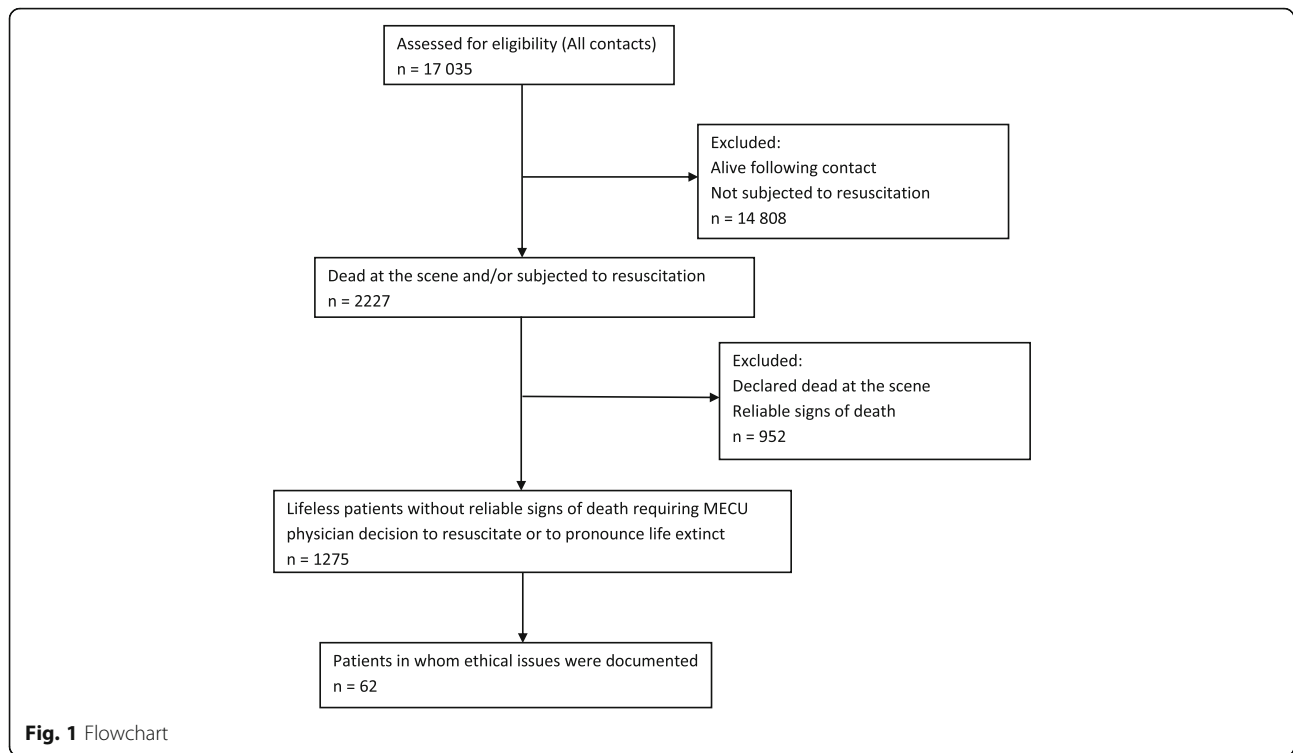 Assessed for eligibility (All contacts)
n = 17 035
Excluded:
Alive following contact
Not subjected to resuscitation
n = 14 808
Dead at the scene and/or subjected to resuscitation
n = 2227
Excluded:
Declared dead at the scene
Reliable signs of death
n = 952
Lifeless patients without reliable signs of death requiring MECU
physician decision to resuscitate or to pronounce life extinct
n = 1275
Patients in whom ethical issues were documented
n = 62
Fig. 1 Flowchart